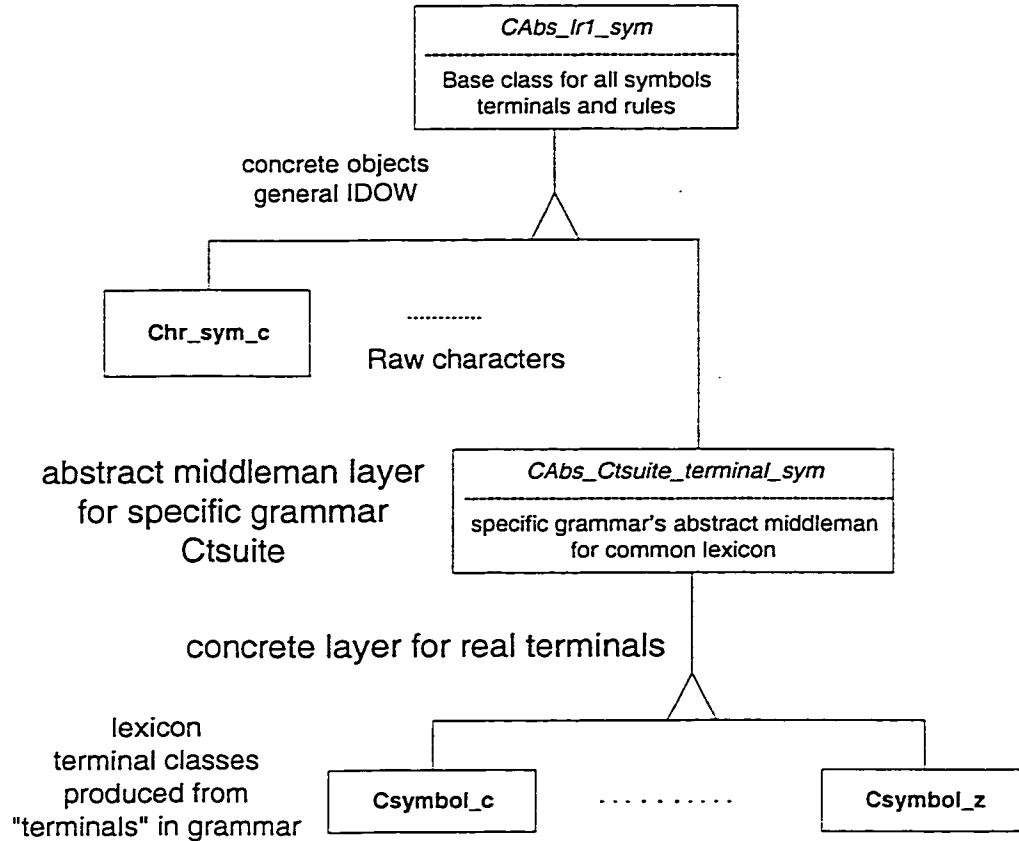 CAbs_lr1_sym
Base class for all symbols
terminals and rules
concrete objects
general IDOW
Chr_sym_c
Raw characters
abstract middleman layer
for specific grammar
Ctsuite
CAbs_Ctsuite_terminal_sym
specific grammar's abstract middleman
for common lexicon
concrete layer for real terminals
lexicon
terminal classes
produced from
"terminals" in grammar
Csymbol_c
Csymbol_z